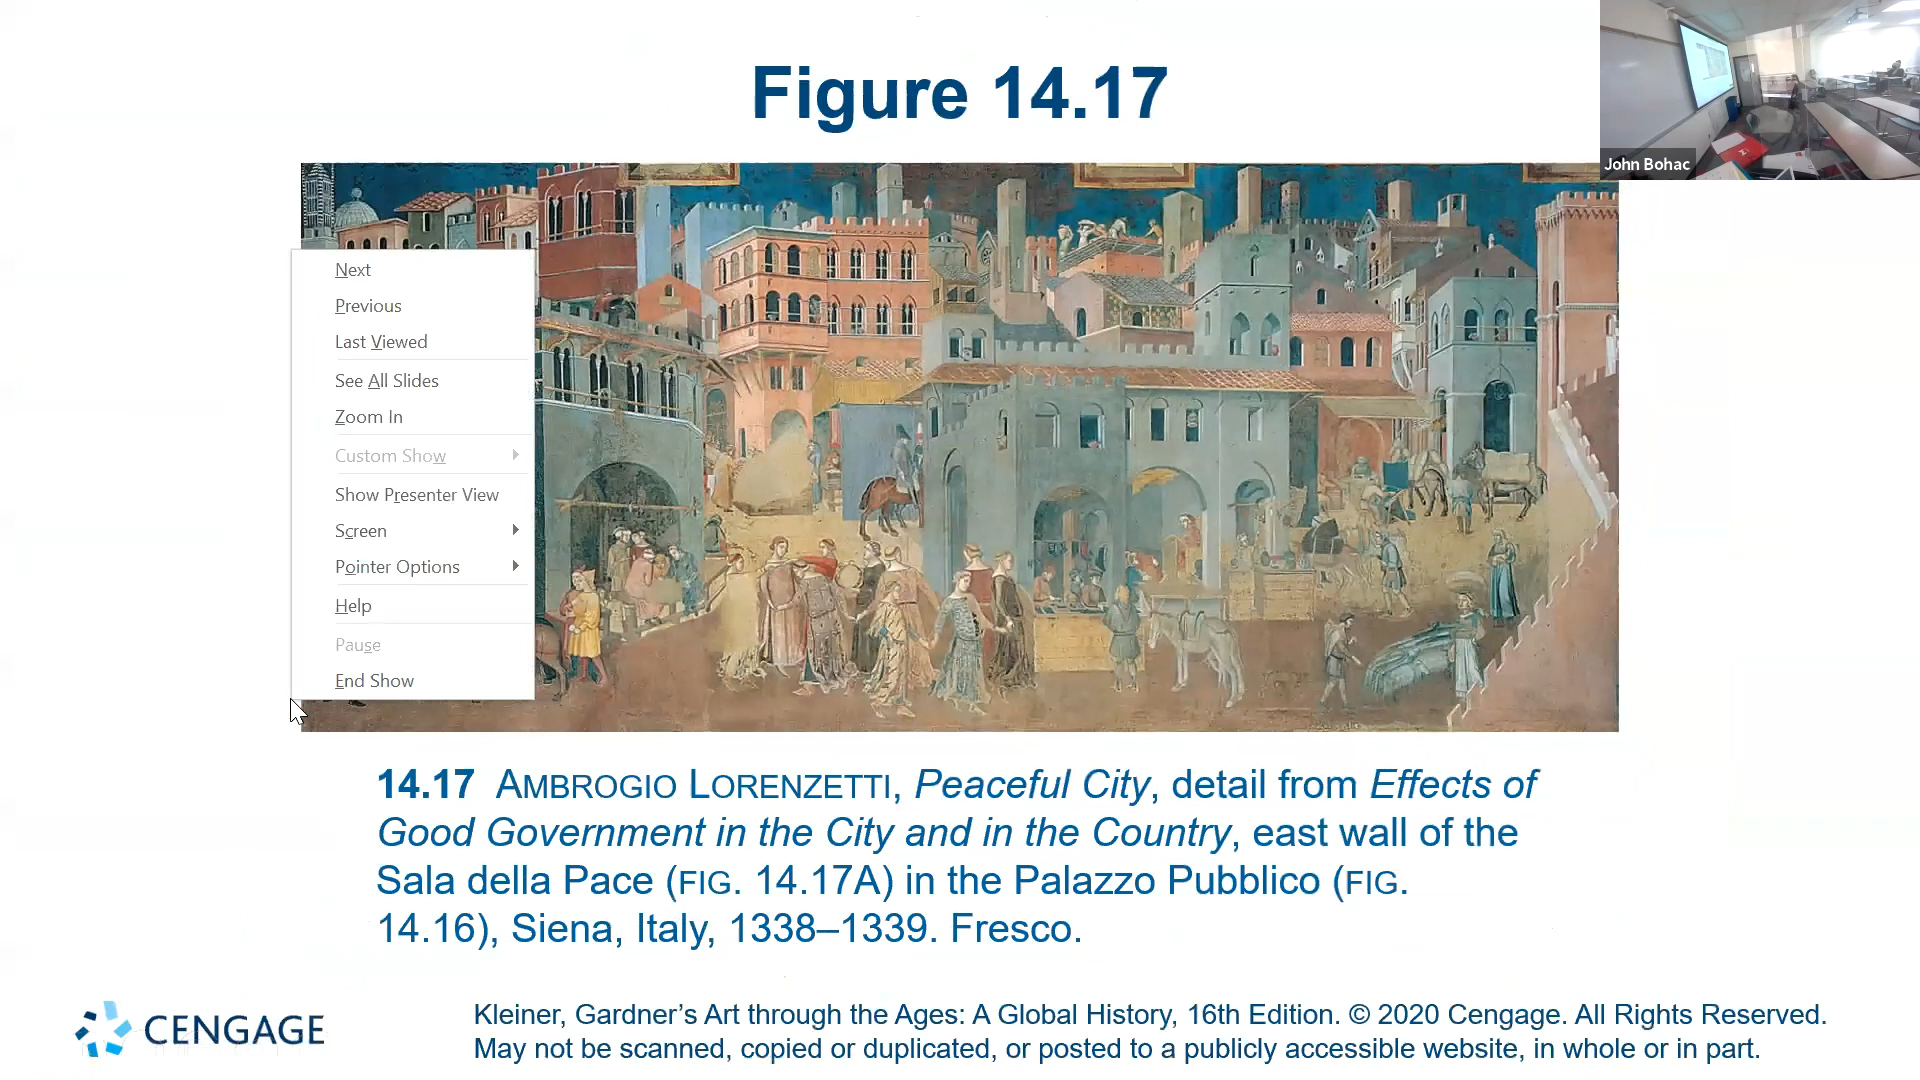 Figure 14.17
John Bohac
Next
Previous
Last Viewed
See All Slides
Zoom In
Custom Show
Show Presenter View
Screen
Pointer Options
Help
Pause
End Show
14.17 AMBROGIO LORENZETTI, Peaceful City, detail from Effects of
Good Government in the City and in the Country, east wall of the
Sala della Pace (FIG. 14.17A) in the Palazzo Pubblico (FIG.
14.16), Siena, Italy, 1338–1339. Fresco.
CENGAGE
Kleiner, Gardner’s Art through the Ages: A Global History, 16th Edition. © 2020 Cengage. All Rights Reserved.
May not be scanned, copied or duplicated, or posted to a publicly accessible website, in whole or in part.